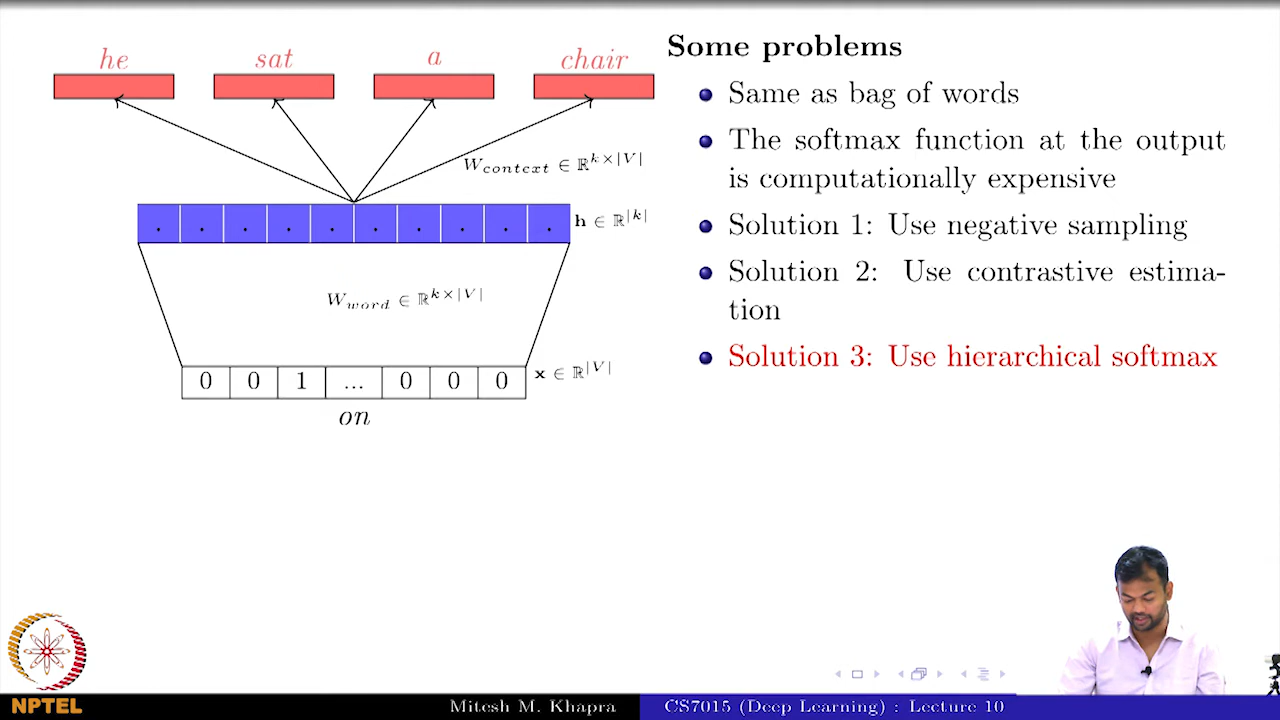 he sat a chair
W_context ∈ ℝ^{k×|V|}
. . . . . . . . . . h ∈ ℝ^{|k|}
W_word ∈ ℝ^{k×|V|}
0 0 1 ... 0 0 0 x ∈ ℝ^{|V|}
on
Some problems
Same as bag of words
The softmax function at the output
is computationally expensive
Solution 1: Use negative sampling
Solution 2: Use contrastive estima-
tion
Solution 3: Use hierarchical softmax
NPTEL
Mitesh M. Khapra CS7015 (Deep Learning) : Lecture 10